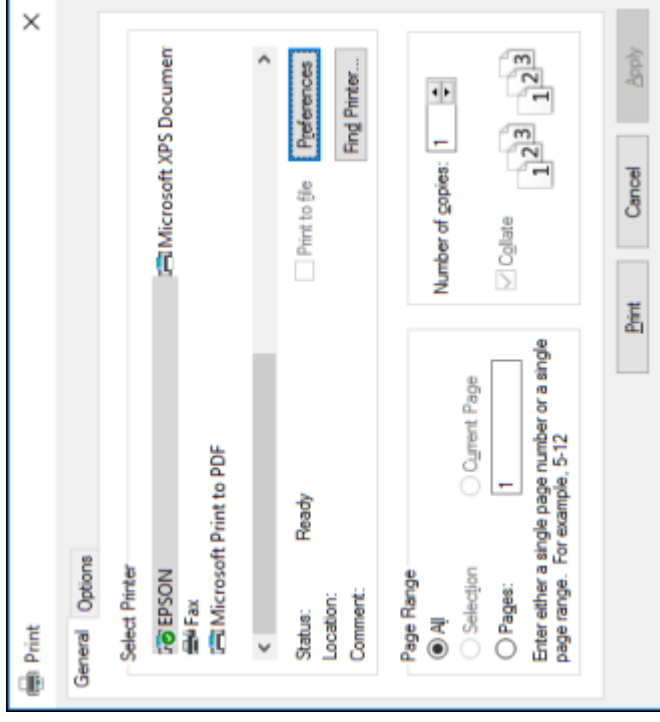 Print
General
Options
Select Printer
EPSON
Microsoft XPS Documen
Fax
Microsoft Print to PDF
Status:
Ready
Print to file
Preferences
Location:
Find Printer...
Comment:
Page Range
All
Selection
Current Page
Pages:
1
Enter either a single page number or a single
page range. For example, 5-12
Number of copies:
1
Collate
1 2 3
1 2 3
Print
Cancel
Apply